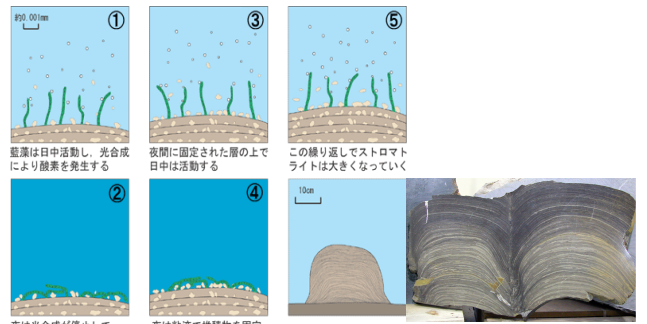 約0.001mm
①
藍藻は日中活動し，光合成
により酸素を発生する
③
夜間に固定された層の上で
日中は活動する
⑤
この繰り返しでストロマト
ライトは大きくなっていく
②
④
10cm